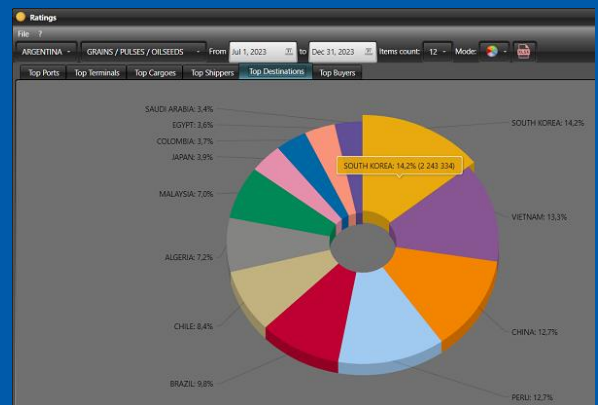 Ratings
File ?
ARGENTINA GRAINS / PULSES / OILSEEDS From Jul 1, 2023 to Dec 31, 2023 Items count: 12 Mode:
Top Ports Top Terminals Top Cargoes Top Shippers Top Destinations Top Buyers
SAUDI ARABIA: 3,4%
SOUTH KOREA: 14,2%
EGYPT: 3,6%
COLOMBIA: 3,7%
JAPAN: 3,9%
SOUTH KOREA: 14,2% (2 243 334)
MALAYSIA: 7,0%
VIETNAM: 13,3%
ALGERIA: 7,2%
CHILE: 8,4%
CHINA: 12,7%
BRAZIL: 9,8%
PERU: 12,7%